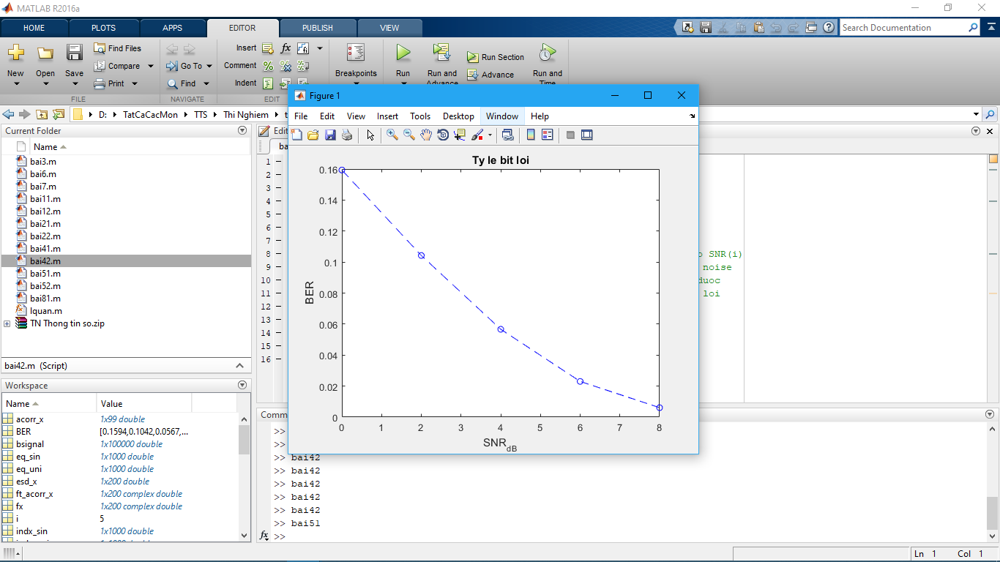 MATLAB R2016a
HOME PLOTS APPS EDITOR PUBLISH VIEW
Search Documentation
New Open Save Find Files Compare Print
Go To Find
Insert fx
Comment
Indent
Breakpoints Run Run and Advance Run Section Advance Run and Time
FILE NAVIGATE EDIT
D: TatCaCacMon TTS Thi Nghiem
Current Folder
Name
bai3.m
bai6.m
bai7.m
bai11.m
bai12.m
bai21.m
bai22.m
bai41.m
bai42.m
bai51.m
bai52.m
bai81.m
lquan.m
TN Thong tin so.zip
bai42.m (Script)
Workspace
Name Value
acorr_x 1x99 double
BER [0.1594,0.1042,0.0567,...
bsignal 1x100000 double
eq_sin 1x1000 double
eq_uni 1x1000 double
esd_x 1x200 double
ft_acorr_x 1x200 complex double
fx 1x200 complex double
i 5
indx_sin 1x1000 double
1 –
2 –
3 –
4 –
5 –
6 –
7 –
8 – SNR(i)
9 – noise
10 – duoc
11 – loi
12 –
13 –
14 –
15 –
16 –
Figure 1
File Edit View Insert Tools Desktop Window Help
Ty le bit loi
0.16
0.14
0.12
0.1
0.08
0.06
0.04
0.02
0
BER
0 1 2 3 4 5 6 7 8
SNRdB
>>
>>
>> bai42
>> bai42
>> bai42
>> bai42
>> bai42
>> bai51
fx >>
Ln 1 Col 1